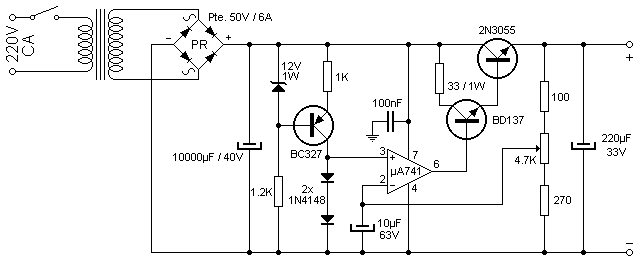 Pte. 50V / 6A
2N3055
220V
CA
−
PR
+
12V
1W
1K
33 / 1W
+
100nF
BD137
100
220µF
33V
10000µF / 40V
BC327
3
+
7
µA741
6
4.7K
2
−
4
1.2K
2x
1N4148
10µF
63V
270
−